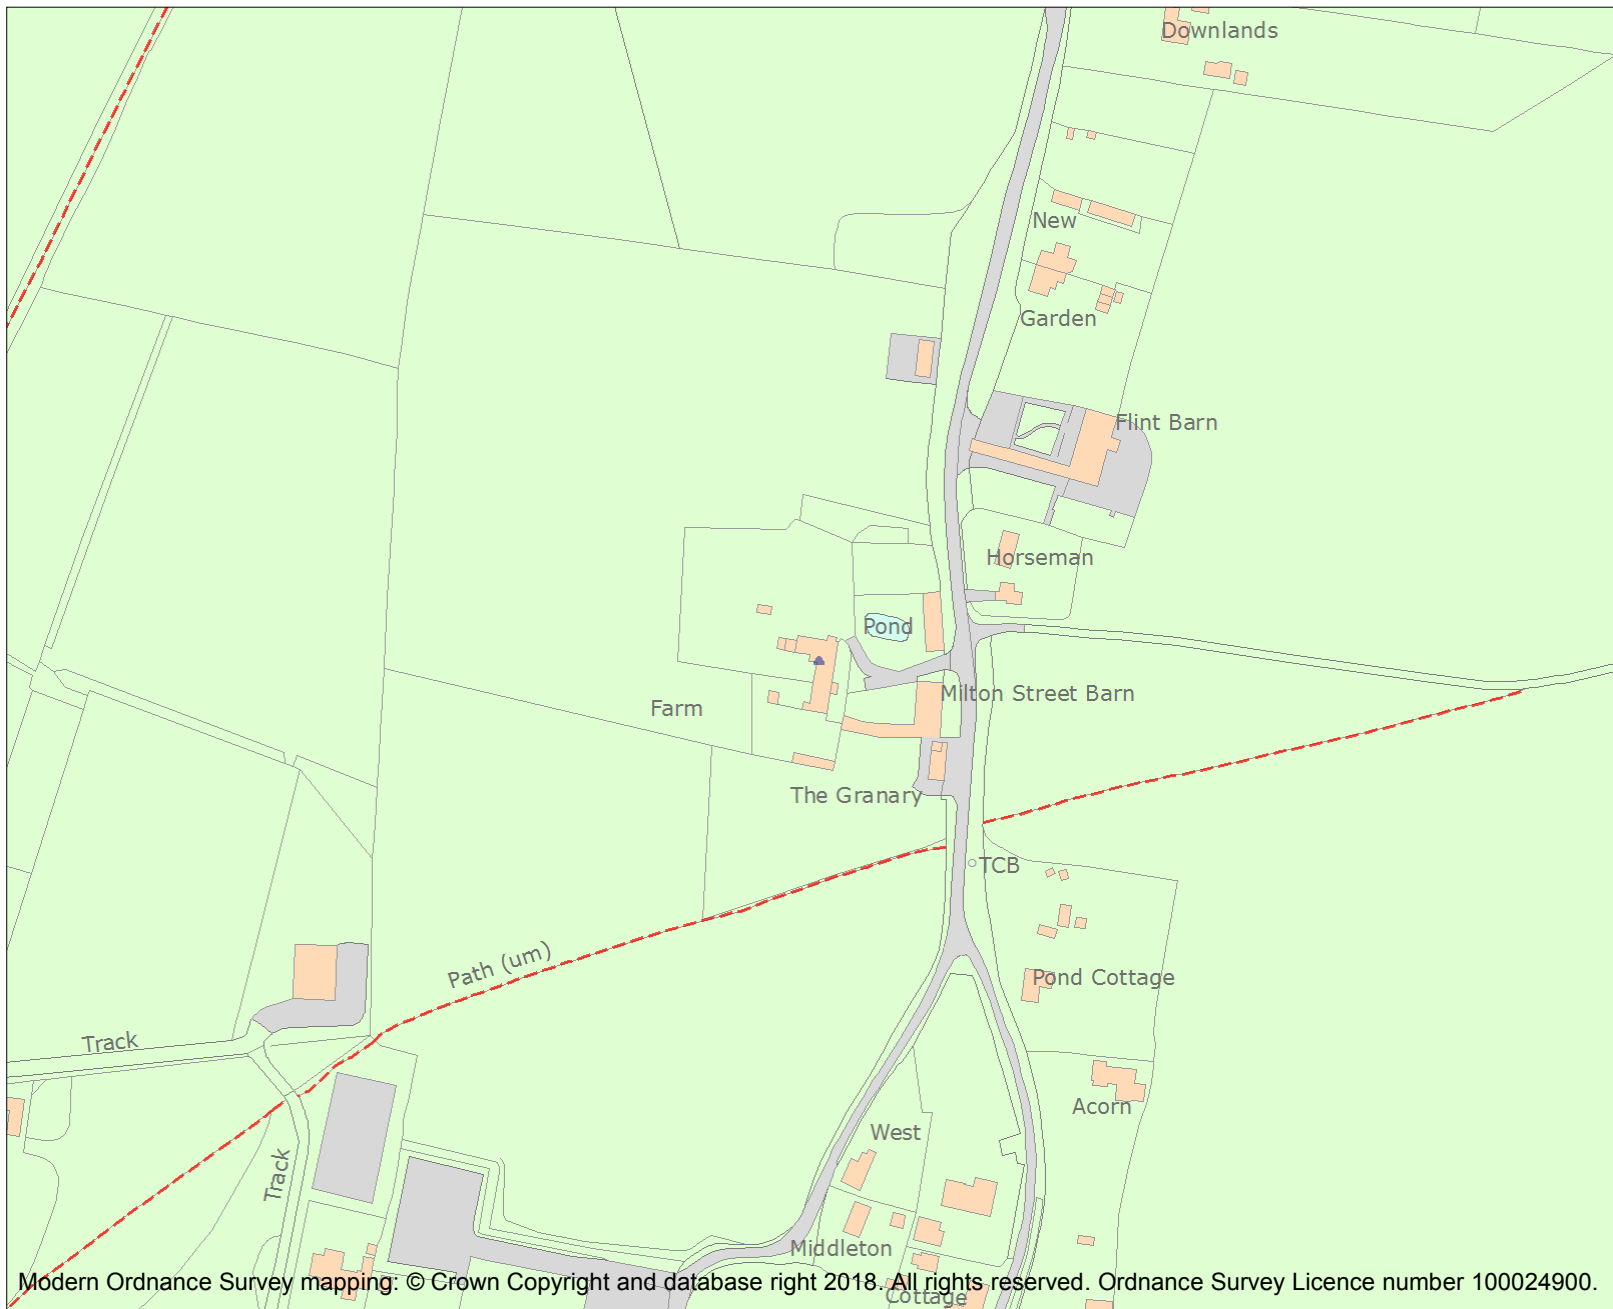 Downlands
New
Garden
Flint Barn
Horseman
Pond
Milton Street Barn
Farm
The Granary
TCB
Path (um)
Pond Cottage
Track
Acorn
West
Track
Middleton
Modern Ordnance Survey mapping: © Crown Copyright and database right 2018. All rights reserved. Ordnance Survey Licence number 100024900.
Cottage